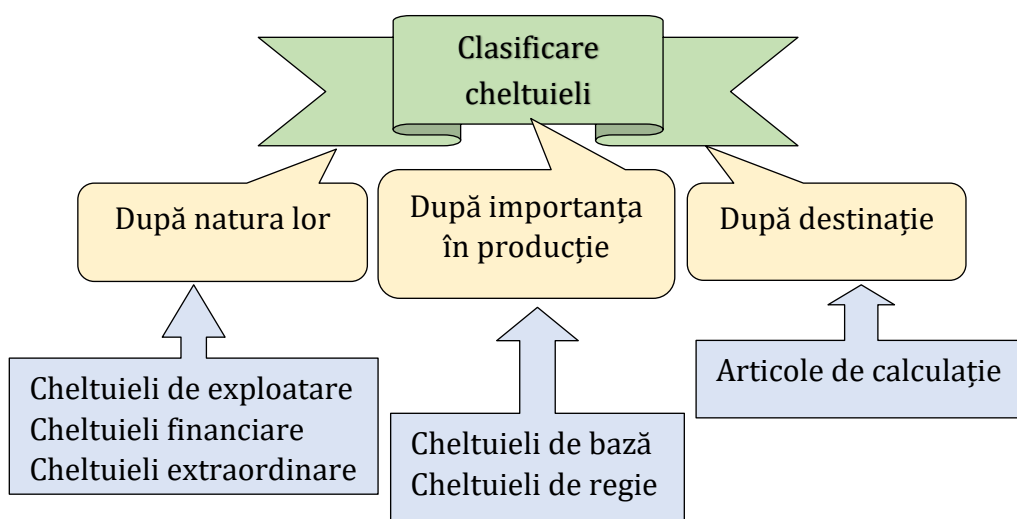 Clasificare
cheltuieli
După natura lor
După importanța
în producție
După destinație
Cheltuieli de exploatare
Cheltuieli financiare
Cheltuieli extraordinare
Cheltuieli de bază
Cheltuieli de regie
Articole de calculație